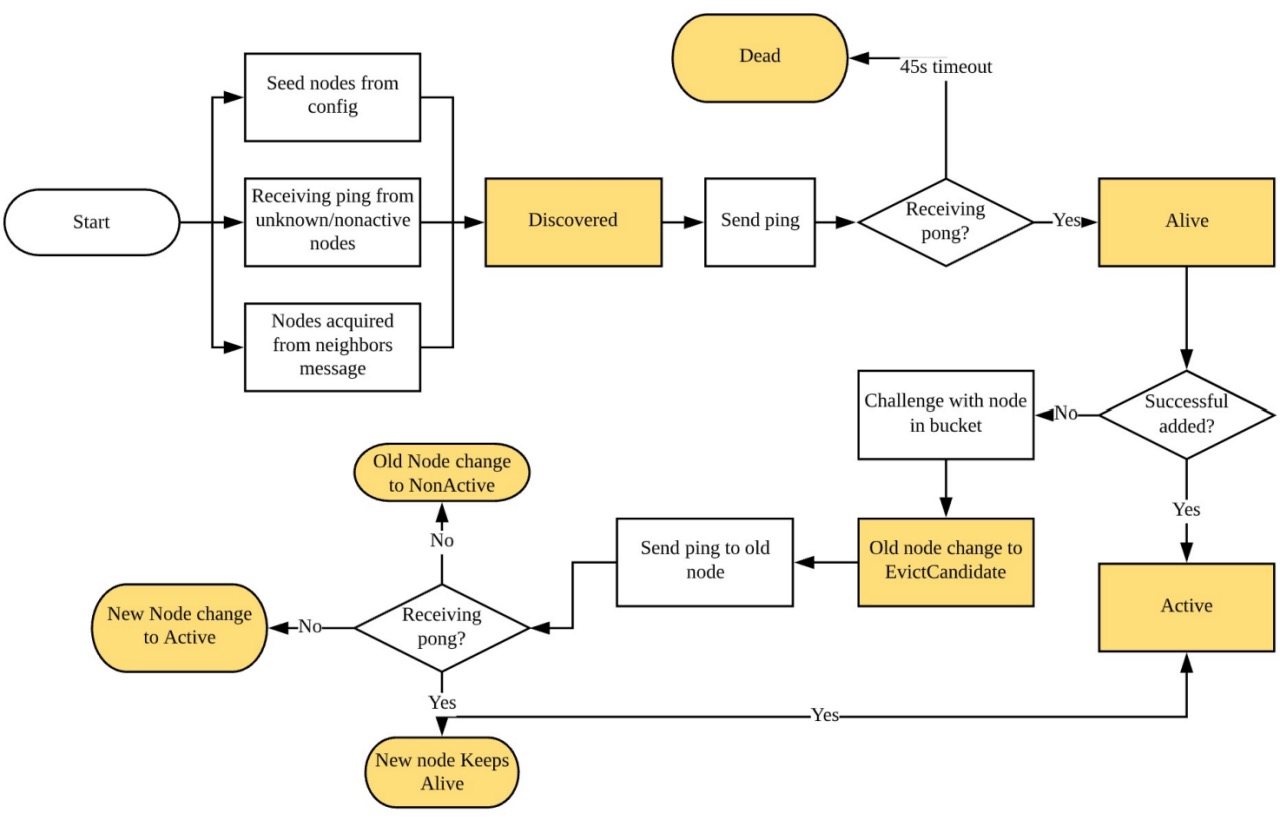 Dead
45s timeout
Seed nodes from
config
Receiving ping from
unknown/nonactive
nodes
Nodes acquired
from neighbors
message
Start
Discovered
Send ping
Receiving
pong?
Yes
Alive
Successful
added?
No
Challenge with node
in bucket
Yes
Old node change to
EvictCandidate
Active
Send ping to old
node
Receiving
pong?
No
Old Node change
to NonActive
No
New Node change
to Active
Yes
Yes
New node Keeps
Alive